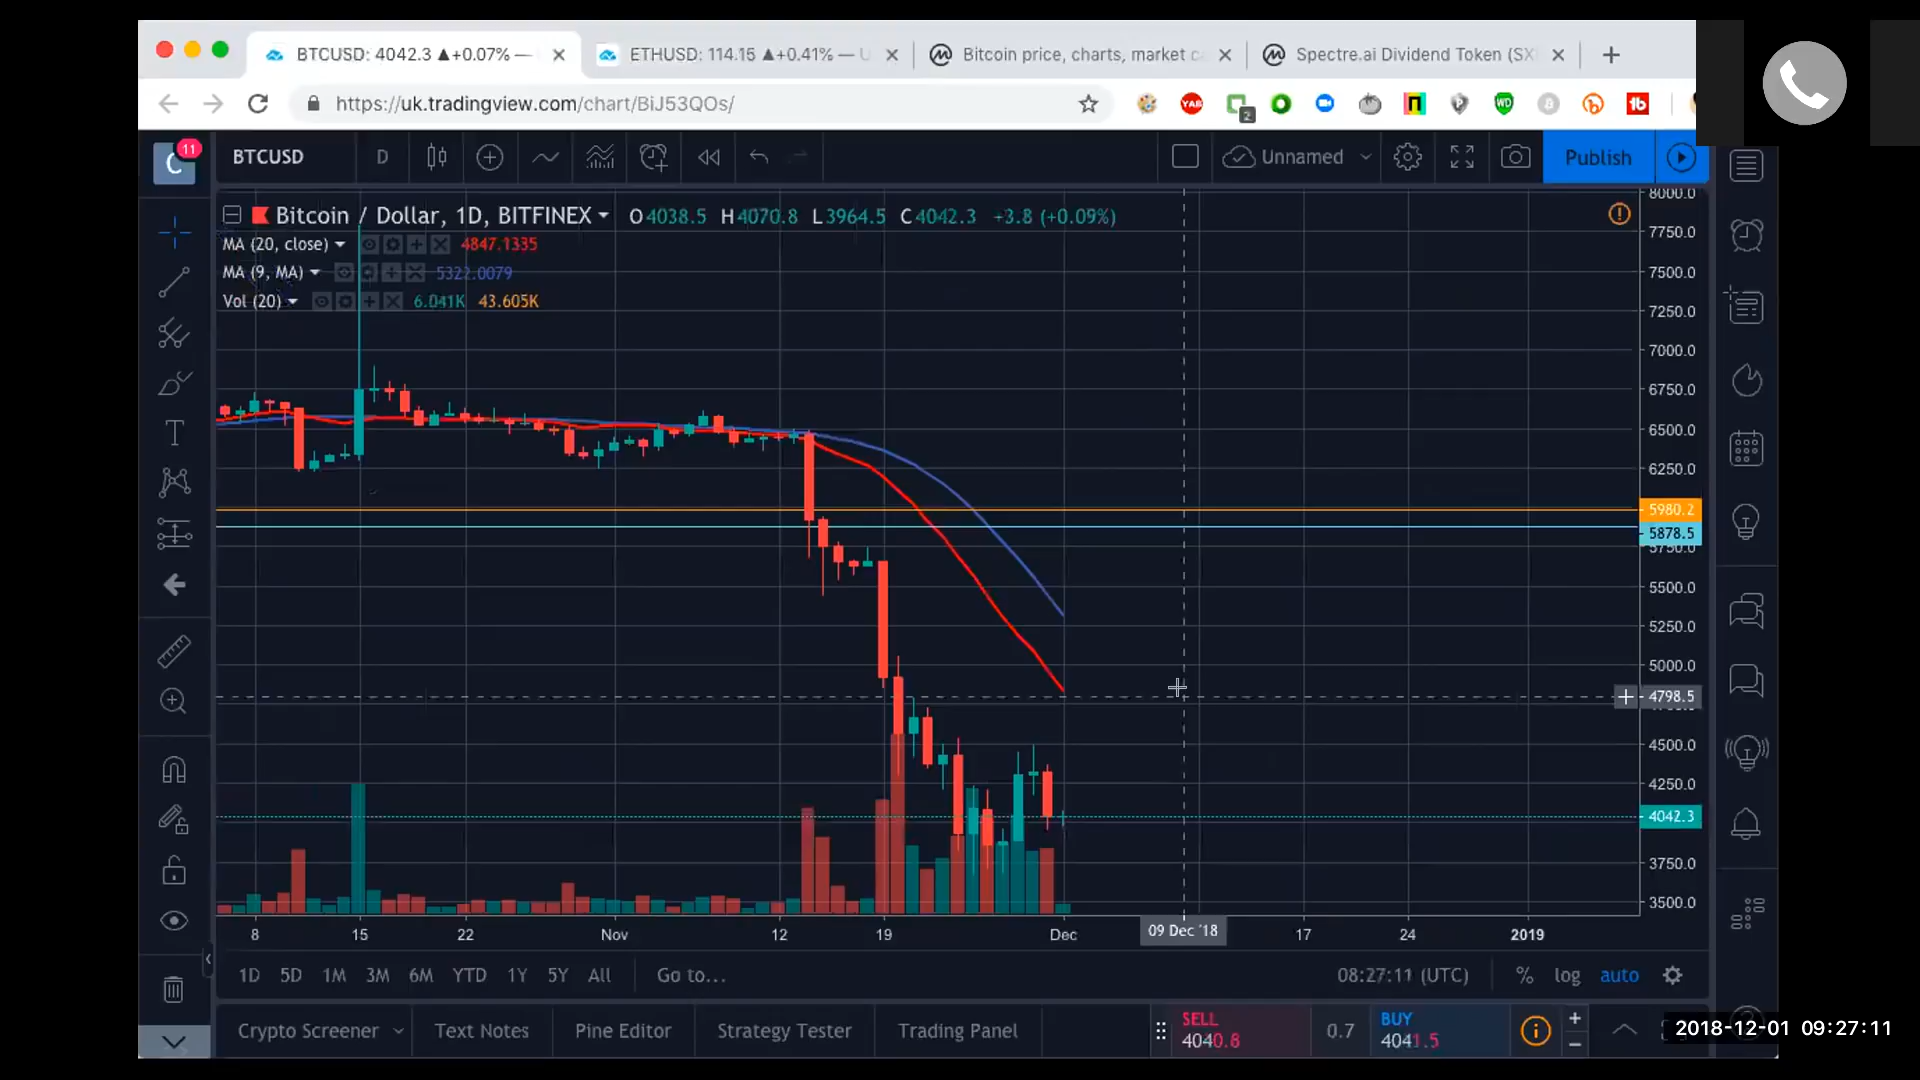 BTCUSD: 4042.3 ▲+0.07% —
ETHUSD: 114.15 ▲+0.41% — U
Bitcoin price, charts, market c
Spectre.ai Dividend Token (SX
https://uk.tradingview.com/chart/BiJ53QOs/
YAB
2
WD
C 11
BTCUSD
D
Unnamed
Publish
Bitcoin / Dollar, 1D, BITFINEX O4038.5 H4070.8 L3964.5 C4042.3 +3.8 (+0.09%)
MA (20, close) 4847.1335
MA (9, MA) 5322.0079
Vol (20) 6.041K 43.605K
8000.0
7750.0
7500.0
7250.0
7000.0
6750.0
6500.0
6250.0
5980.2
5878.5
5750.0
5500.0
5250.0
5000.0
4798.5
4500.0
4250.0
4042.3
3750.0
3500.0
8 15 22 Nov 12 19 Dec 09 Dec '18 17 24 2019
1D 5D 1M 3M 6M YTD 1Y 5Y All Go to... 08:27:11 (UTC) % log auto
Crypto Screener Text Notes Pine Editor Strategy Tester Trading Panel
SELL
4040.8
0.7
BUY
4041.5
2018-12-01 09:27:11